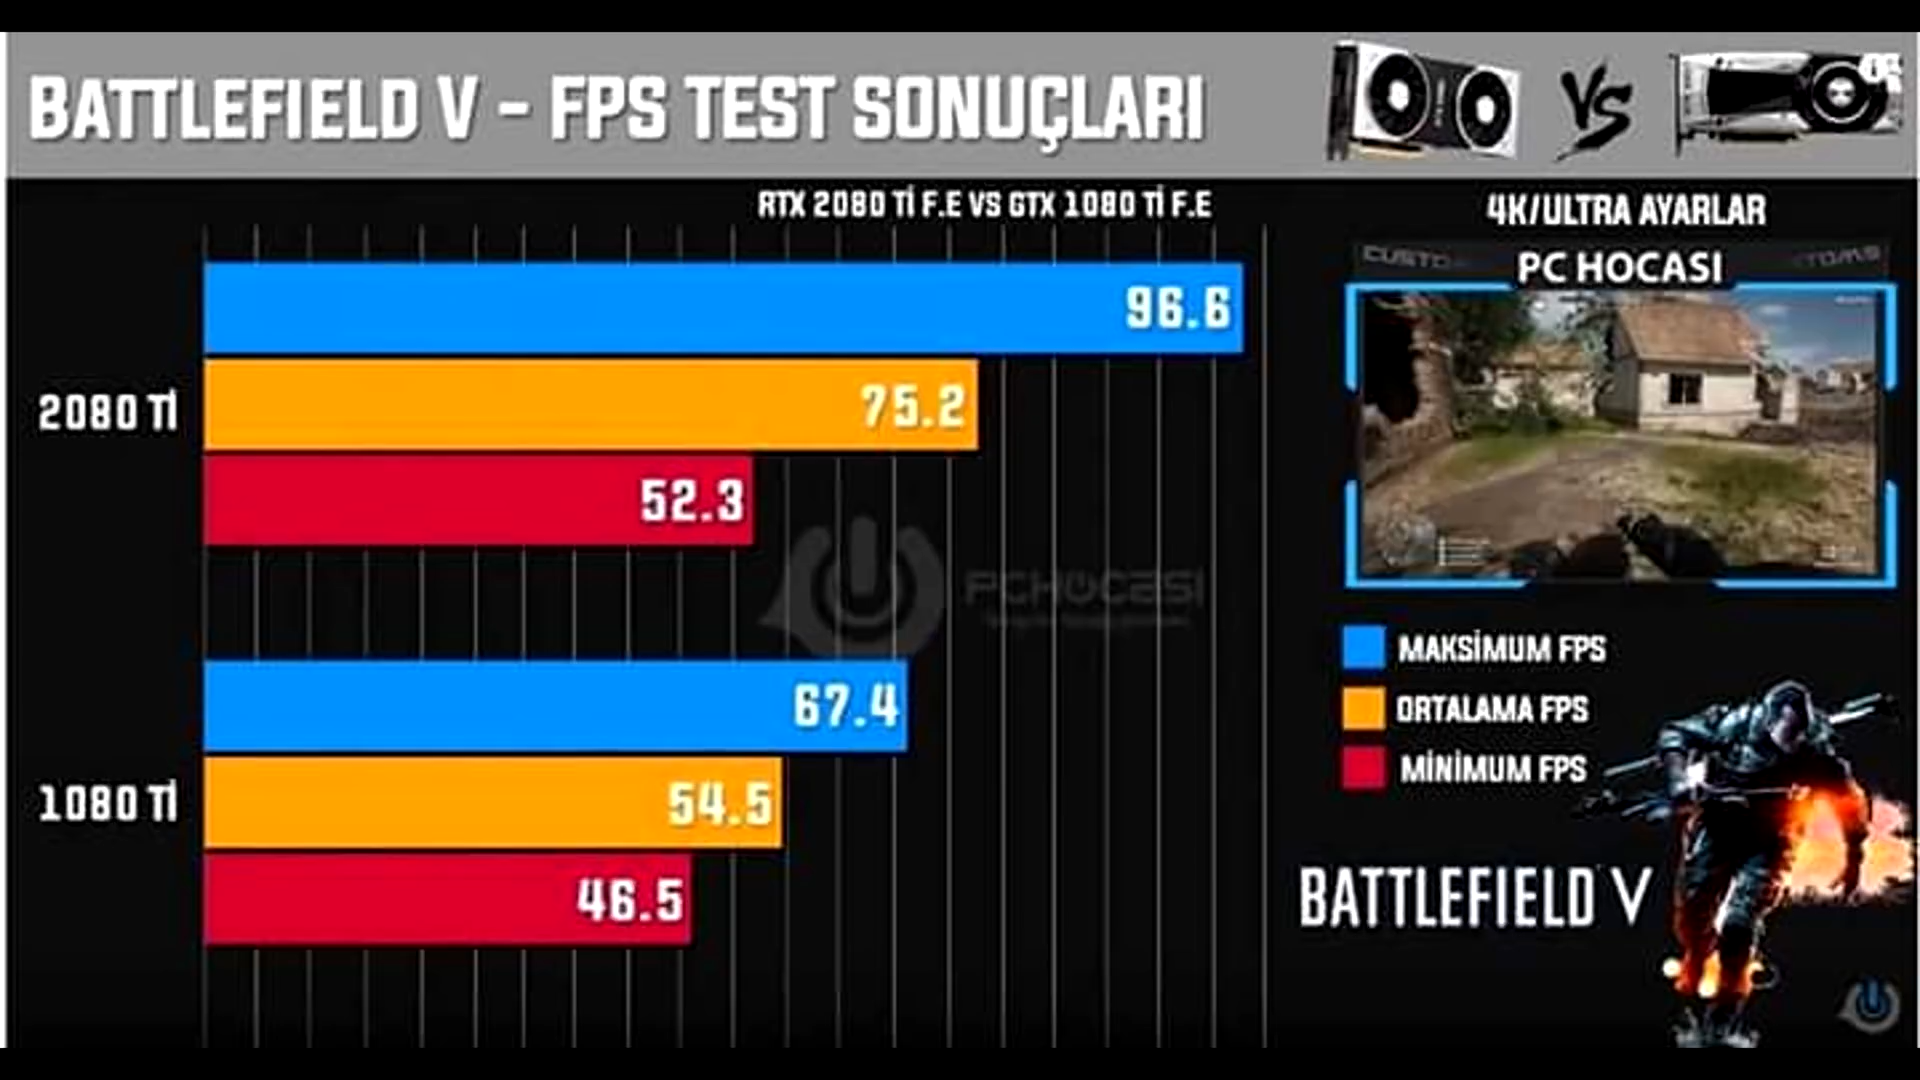 BATTLEFIELD V - FPS TEST SONUÇLARI
VS
RTX 2080 Tİ F.E VS GTX 1080 Tİ F.E
4K/ULTRA AYARLAR
PC HOCASI
96.6
75.2
2080 Tİ
52.3
PCHOCASI
67.4
54.5
1080 Tİ
46.5
MAKSİMUM FPS
ORTALAMA FPS
MİNİMUM FPS
BATTLEFIELD V